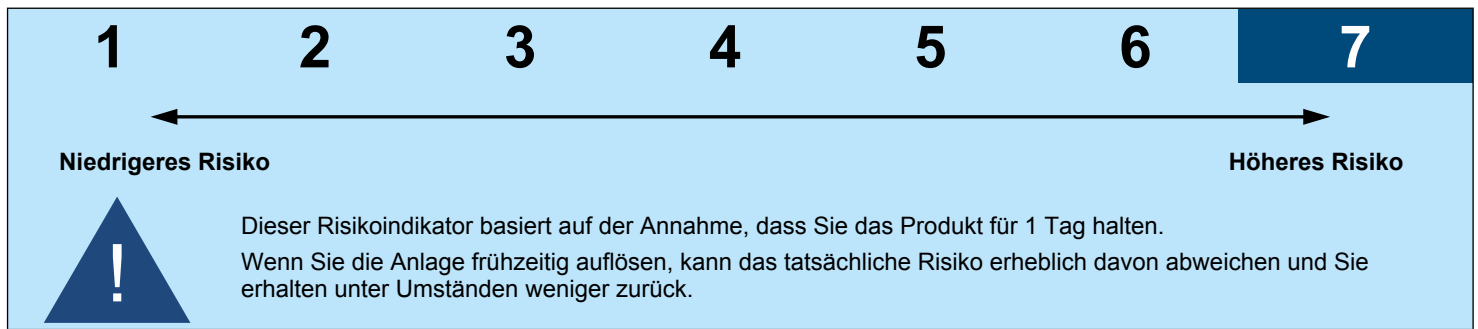 1 2 3 4 5 6 7
Niedrigeres Risiko Höheres Risiko
!
Dieser Risikoindikator basiert auf der Annahme, dass Sie das Produkt für 1 Tag halten.
Wenn Sie die Anlage frühzeitig auflösen, kann das tatsächliche Risiko erheblich davon abweichen und Sie
erhalten unter Umständen weniger zurück.